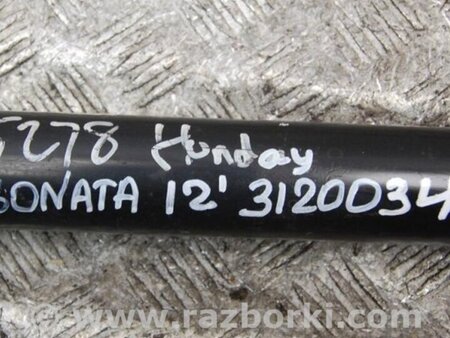 5278 Hunday
SONATA 12' 3120034
© www.razborki.com